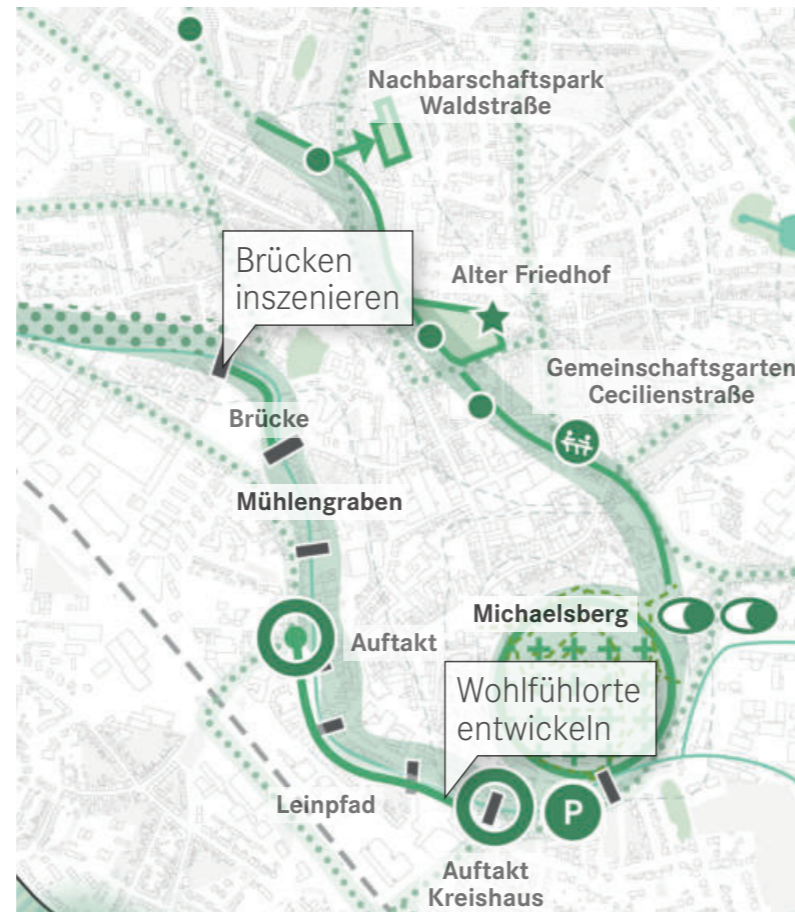 Nachbarschaftspark
Waldstraße
Brücken
inszenieren
Alter Friedhof
Gemeinschaftsgarten
Cecilienstraße
Brücke
Mühlengraben
Michaelsberg
Auftakt
Wohlfühlorte
entwickeln
Leinpfad
P
Auftakt
Kreishaus